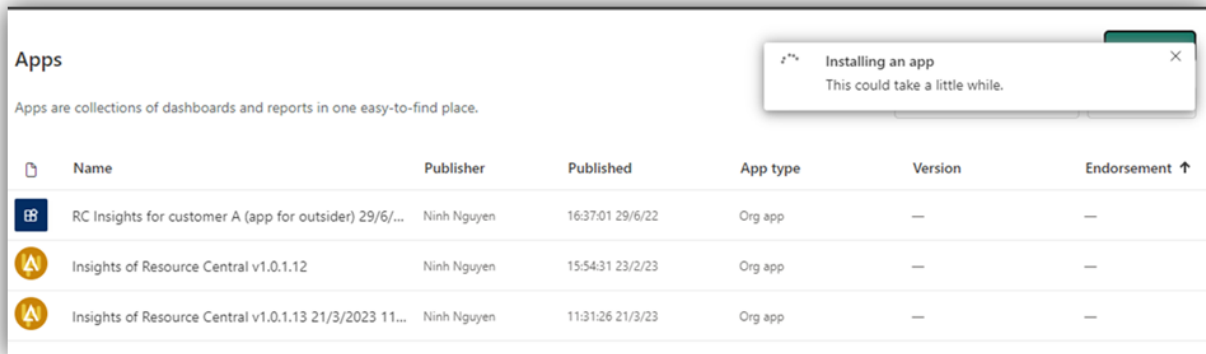 Apps
Installing an app
This could take a little while.
Apps are collections of dashboards and reports in one easy-to-find place.
Name Publisher Published App type Version Endorsement ↑
RC Insights for customer A (app for outsider) 29/6/... Ninh Nguyen 16:37:01 29/6/22 Org app — —
Insights of Resource Central v1.0.1.12 Ninh Nguyen 15:54:31 23/2/23 Org app — —
Insights of Resource Central v1.0.1.13 21/3/2023 11... Ninh Nguyen 11:31:26 21/3/23 Org app — —